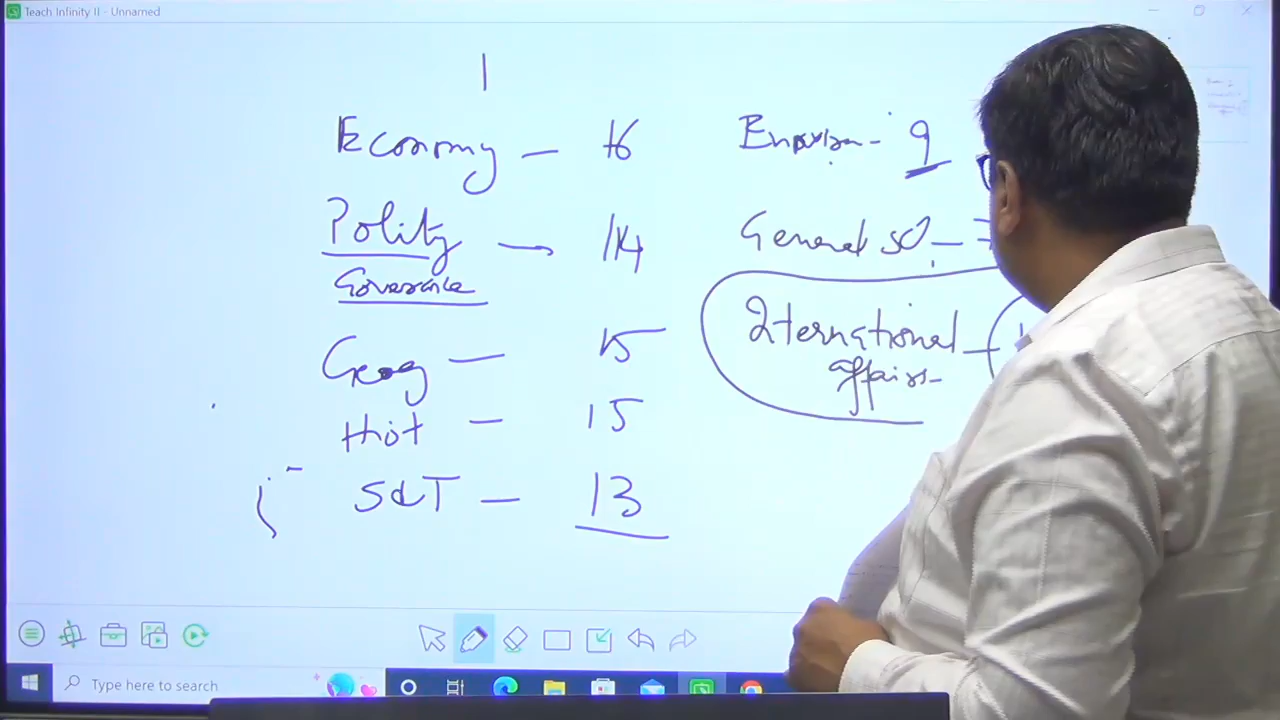 Teach Infinity II - Unnamed
1
Economy - 16
Polity - 14
Governance
Geog - 15
Hist - 15
S&T - 13
Environ - 9
General sc -
International -
affairs -
Type here to search